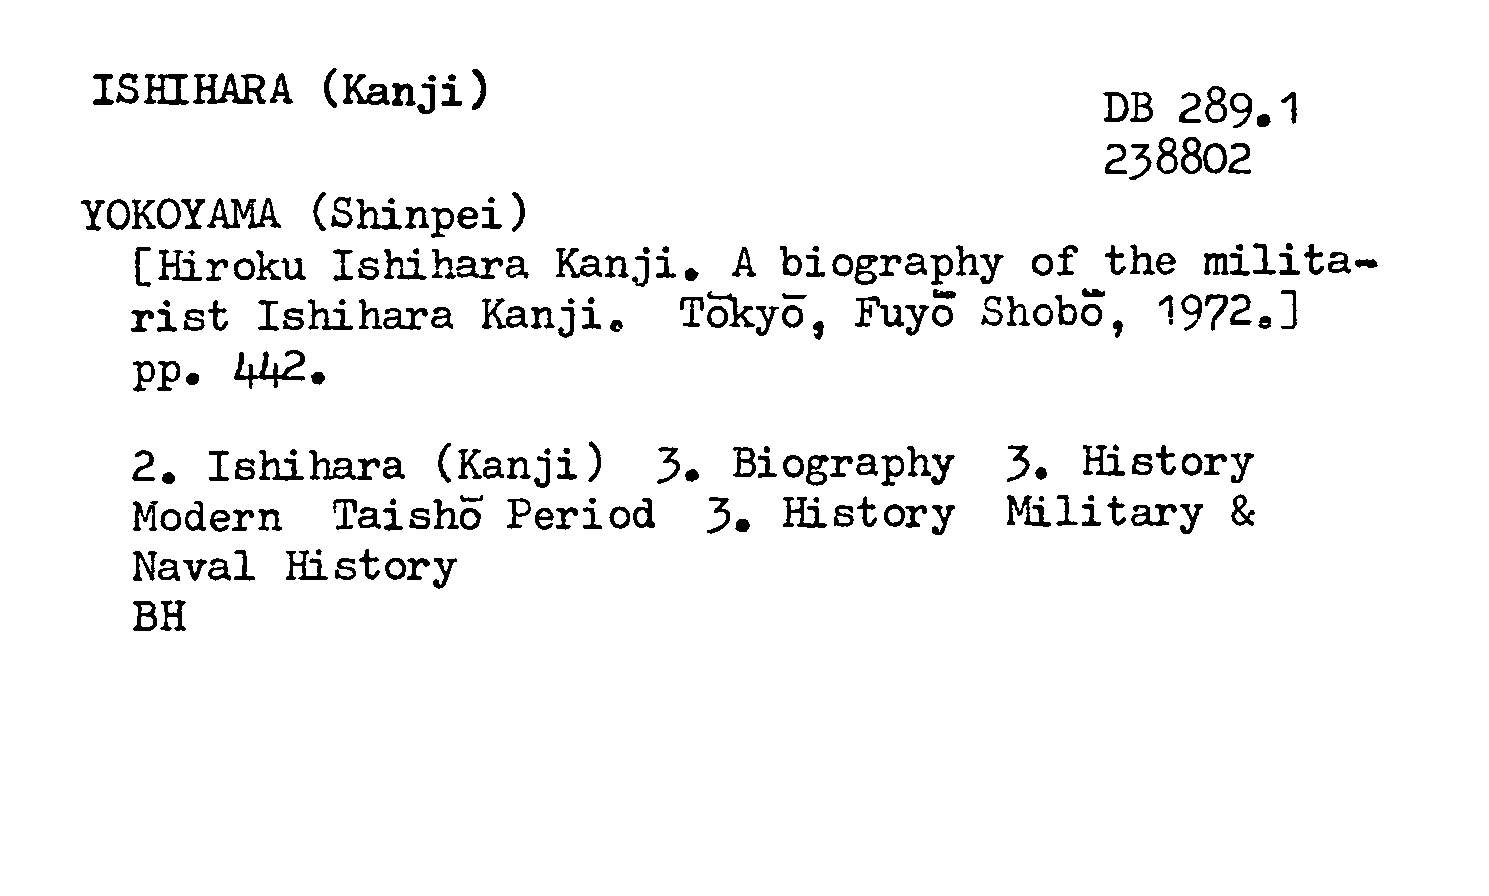 ISHIHARA (Kanji)
DB 289.1
238802
YOKOYAMA (Shinpei)
[Hiroku Ishihara Kanji. A biography of the milita-
rist Ishihara Kanji. Tōkyō, Fuyō Shobō, 1972.]
pp. 442.
2. Ishihara (Kanji) 3. Biography 3. History
Modern Taishō Period 3. History Military &
Naval History
BH